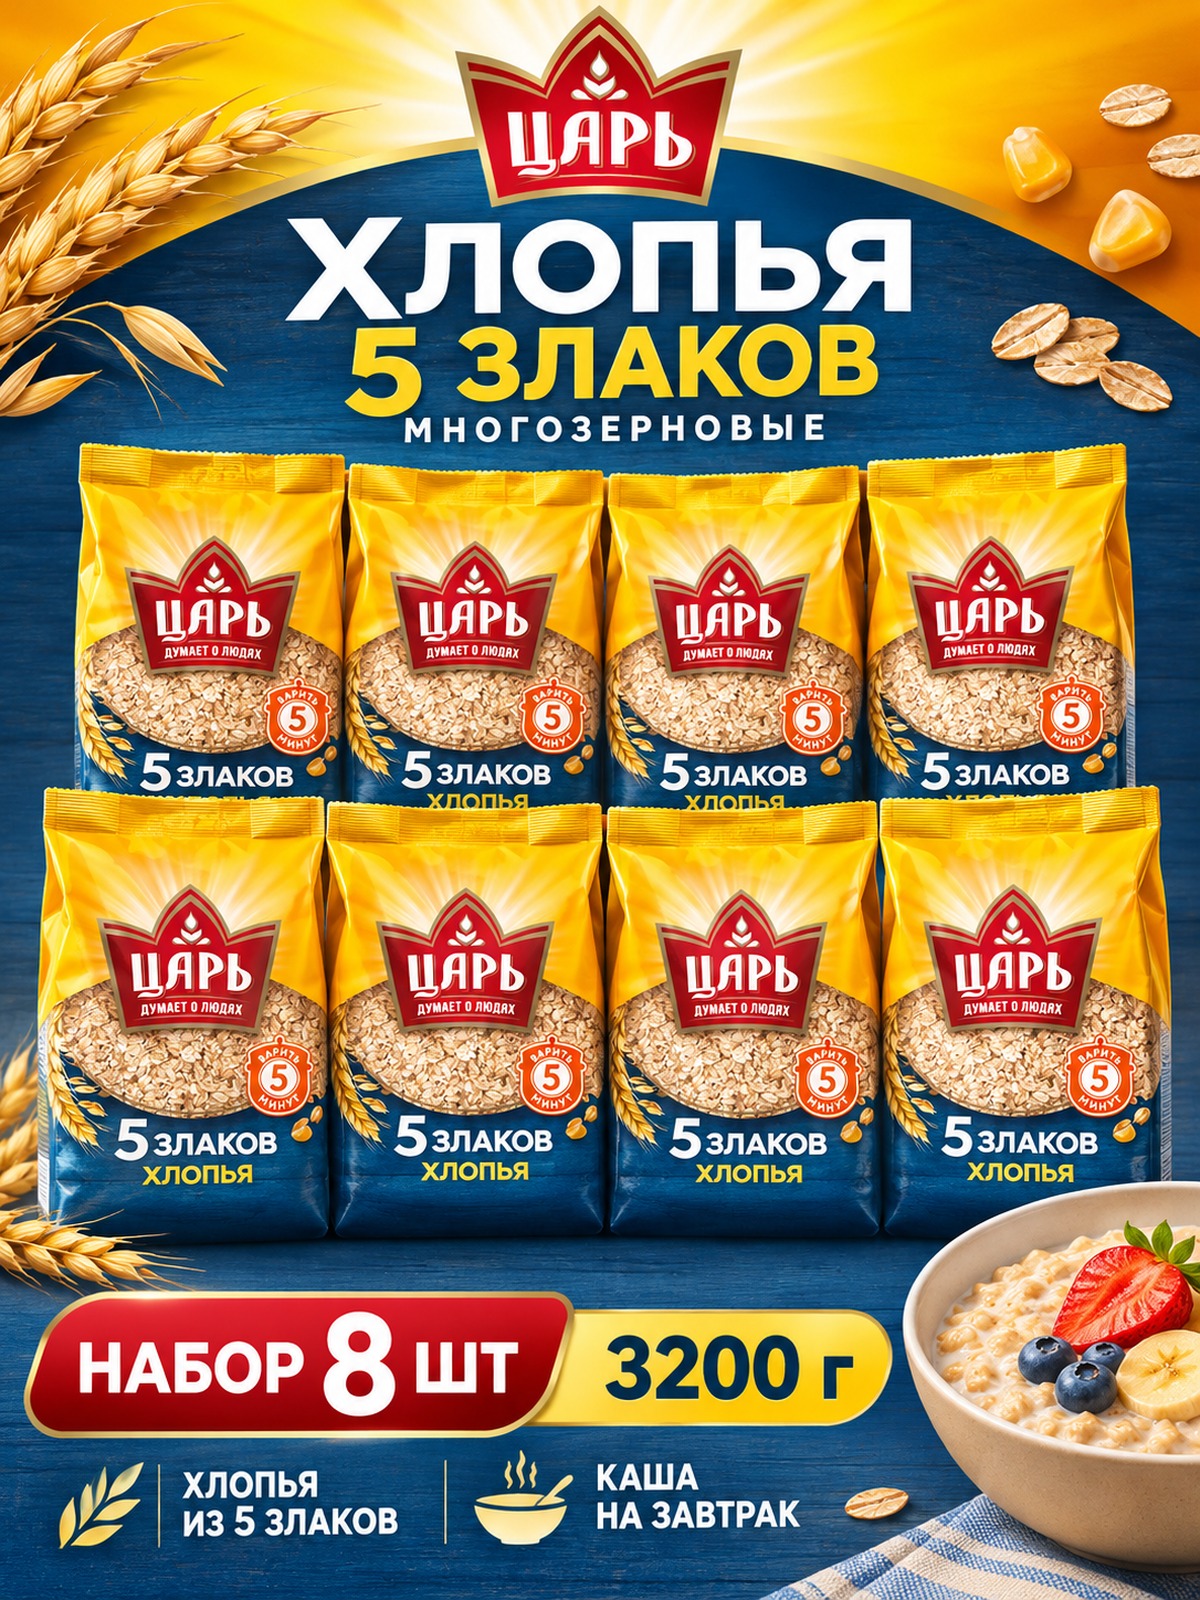 ЦАРЬ
ХЛОПЬЯ
5 ЗЛАКОВ
МНОГОЗЕРНОВЫЕ
ЦАРЬ
ДУМАЕТ О ЛЮДЯХ
ВАРИТЬ
5
МИНУТ
5 ЗЛАКОВ
ХЛОПЬЯ
ЦАРЬ
ДУМАЕТ О ЛЮДЯХ
ВАРИТЬ
5
МИНУТ
5 ЗЛАКОВ
ХЛОПЬЯ
ЦАРЬ
ДУМАЕТ О ЛЮДЯХ
ВАРИТЬ
5
МИНУТ
5 ЗЛАКОВ
ХЛОПЬЯ
ЦАРЬ
ДУМАЕТ О ЛЮДЯХ
ВАРИТЬ
5
МИНУТ
5 ЗЛАКОВ
ХЛОПЬЯ
ЦАРЬ
ДУМАЕТ О ЛЮДЯХ
ВАРИТЬ
5
МИНУТ
5 ЗЛАКОВ
ХЛОПЬЯ
ЦАРЬ
ДУМАЕТ О ЛЮДЯХ
ВАРИТЬ
5
МИНУТ
5 ЗЛАКОВ
ХЛОПЬЯ
ЦАРЬ
ДУМАЕТ О ЛЮДЯХ
ВАРИТЬ
5
МИНУТ
5 ЗЛАКОВ
ХЛОПЬЯ
ЦАРЬ
ДУМАЕТ О ЛЮДЯХ
ВАРИТЬ
5
МИНУТ
5 ЗЛАКОВ
ХЛОПЬЯ
НАБОР 8 ШТ
3200 г
ХЛОПЬЯ
ИЗ 5 ЗЛАКОВ
КАША
НА ЗАВТРАК